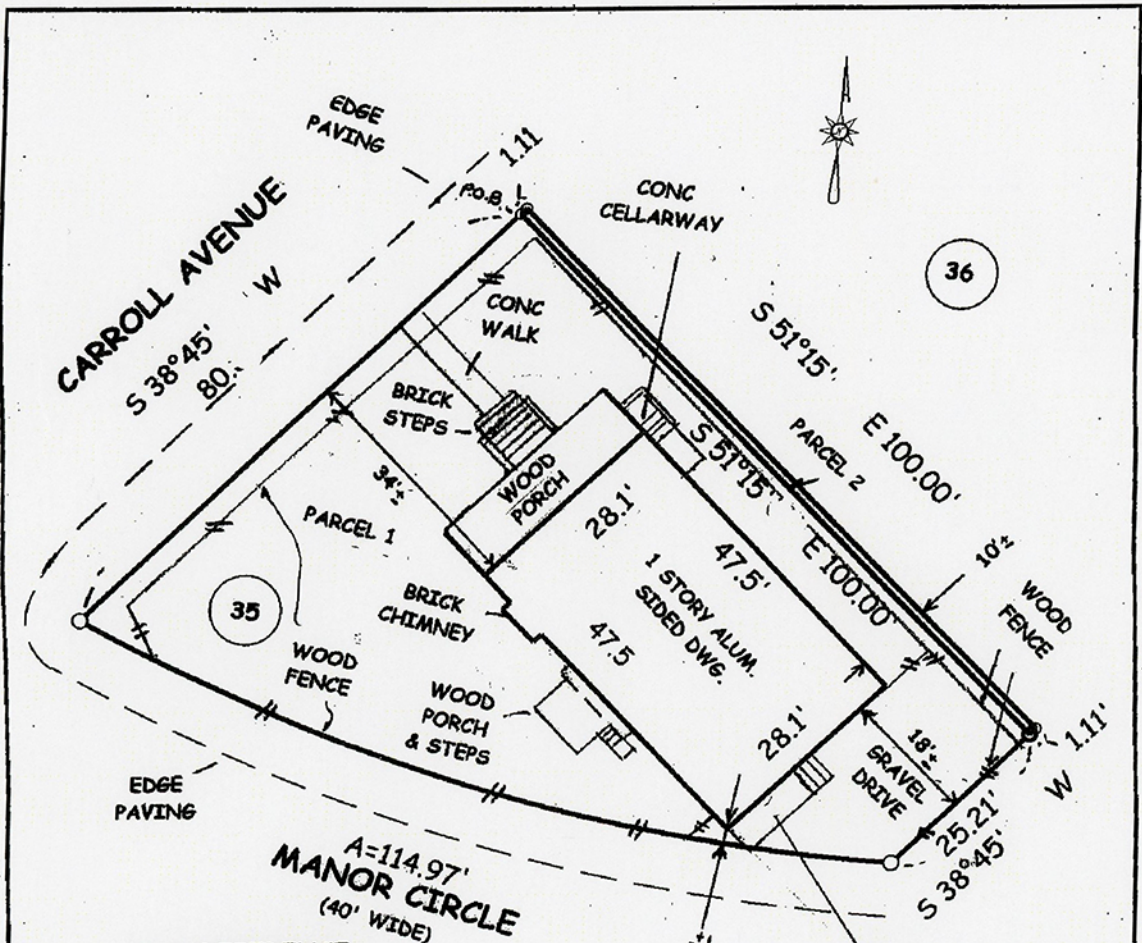 EDGE
PAVING
1.11
P.O.B.
CARROLL AVENUE
S 38°45' W
80.
CONC
CELLARWAY
36
CONC
WALK
S 51°15' E 100.00'
BRICK
STEPS
PARCEL 2
WOOD
PORCH
S 51°15' E 100.00'
34'±
28.1'
47.5'
10'±
PARCEL 1
35
1 STORY ALUM.
SIDED DWG.
BRICK
CHIMNEY
47.5
WOOD
FENCE
WOOD
FENCE
WOOD
PORCH
& STEPS
28.1'
18'±
GRAVEL
DRIVE
1.11'
25.21'
S 38°45' W
EDGE
PAVING
A=114.97'
MANOR CIRCLE
(40' WIDE)